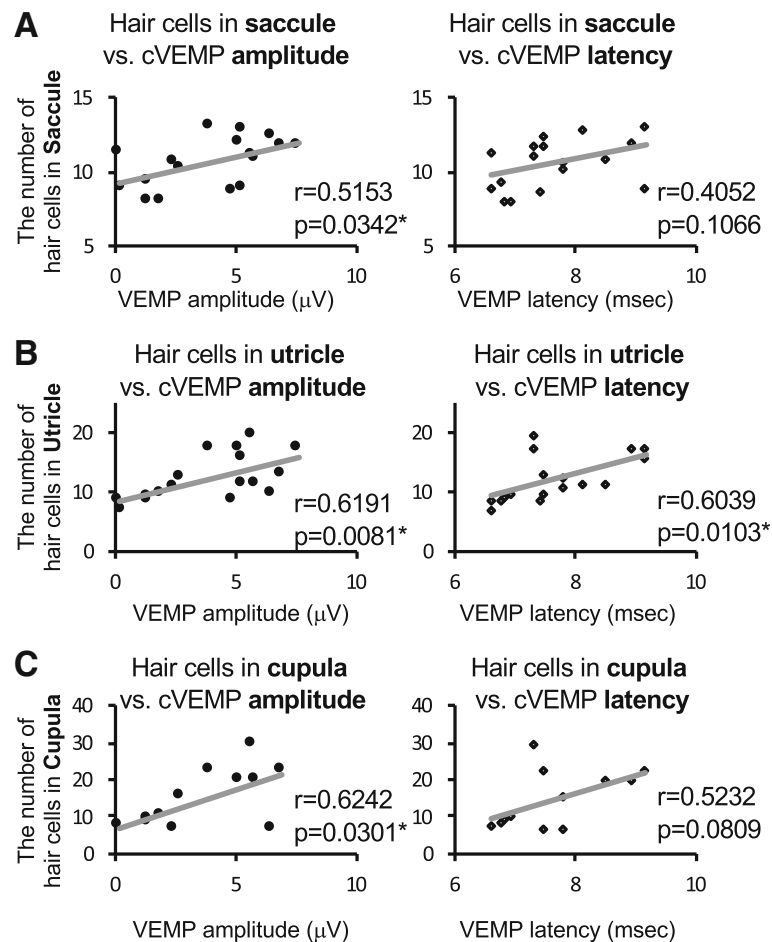 A
Hair cells in saccule
vs. cVEMP amplitude
The number of
hair cells in Saccule
15
10
5
r=0.5153
p=0.0342*
0 5 10
VEMP amplitude (μV)
Hair cells in saccule
vs. cVEMP latency
15
10
5
r=0.4052
p=0.1066
6 8 10
VEMP latency (msec)
B
Hair cells in utricle
vs. cVEMP amplitude
The number of
hair cells in Utricle
20
10
0
r=0.6191
p=0.0081*
0 5 10
VEMP amplitude (μV)
Hair cells in utricle
vs. cVEMP latency
20
10
0
r=0.6039
p=0.0103*
6 8 10
VEMP latency (msec)
C
Hair cells in cupula
vs. cVEMP amplitude
The number of
hair cells in Cupula
40
30
20
10
0
r=0.6242
p=0.0301*
0 5 10
VEMP amplitude (μV)
Hair cells in cupula
vs. cVEMP latency
40
30
20
10
0
r=0.5232
p=0.0809
6 8 10
VEMP latency (msec)